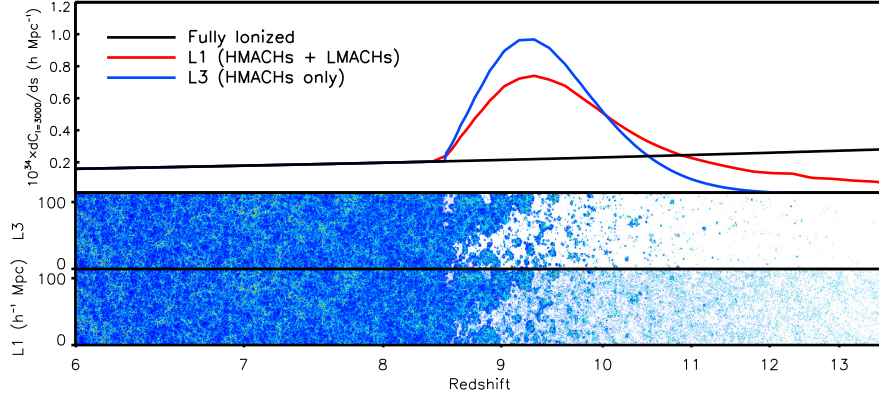 1.2
1.0
0.8
0.6
0.4
0.2
10³⁴×dC_{l=3000}/ds (h Mpc⁻¹)
Fully Ionized
L1 (HMACHs + LMACHs)
L3 (HMACHs only)
100
0
L3
100
0
L1 (h⁻¹ Mpc)
6 7 8 9 10 11 12 13
Redshift